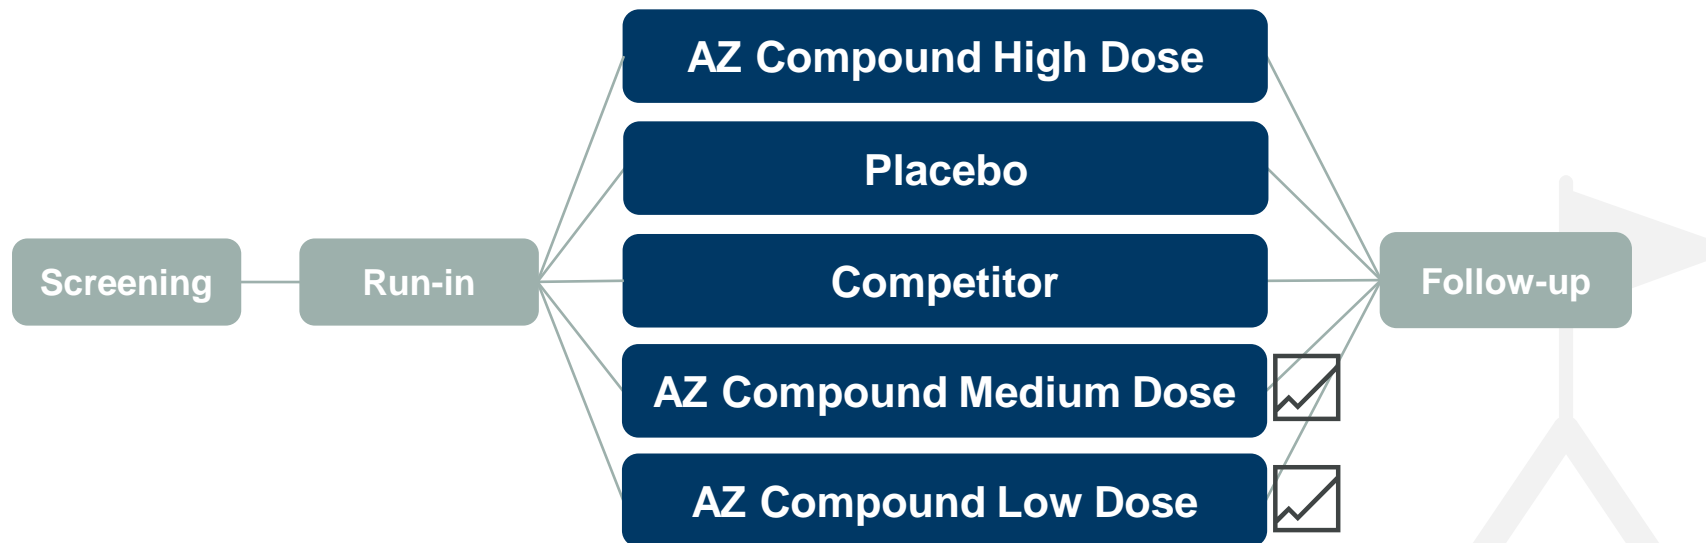 Screening
Run-in
AZ Compound High Dose
Placebo
Competitor
AZ Compound Medium Dose
AZ Compound Low Dose
Follow-up